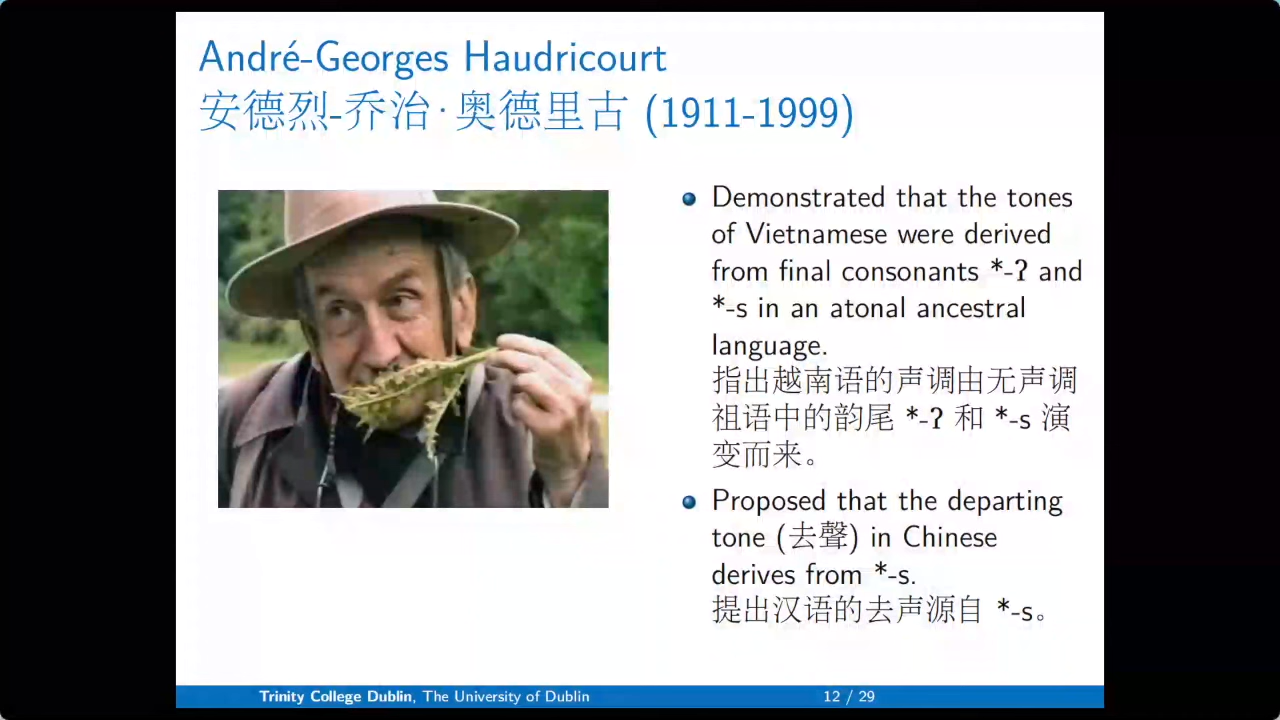 André-Georges Haudricourt
安德烈-乔治·奥德里古 (1911-1999)
Demonstrated that the tones
of Vietnamese were derived
from final consonants *-ʔ and
*-s in an atonal ancestral
language.
指出越南语的声调由无声调
祖语中的韵尾 *-ʔ 和 *-s 演
变而来。
Proposed that the departing
tone (去聲) in Chinese
derives from *-s.
提出汉语的去声源自 *-s。
Trinity College Dublin, The University of Dublin
12 / 29